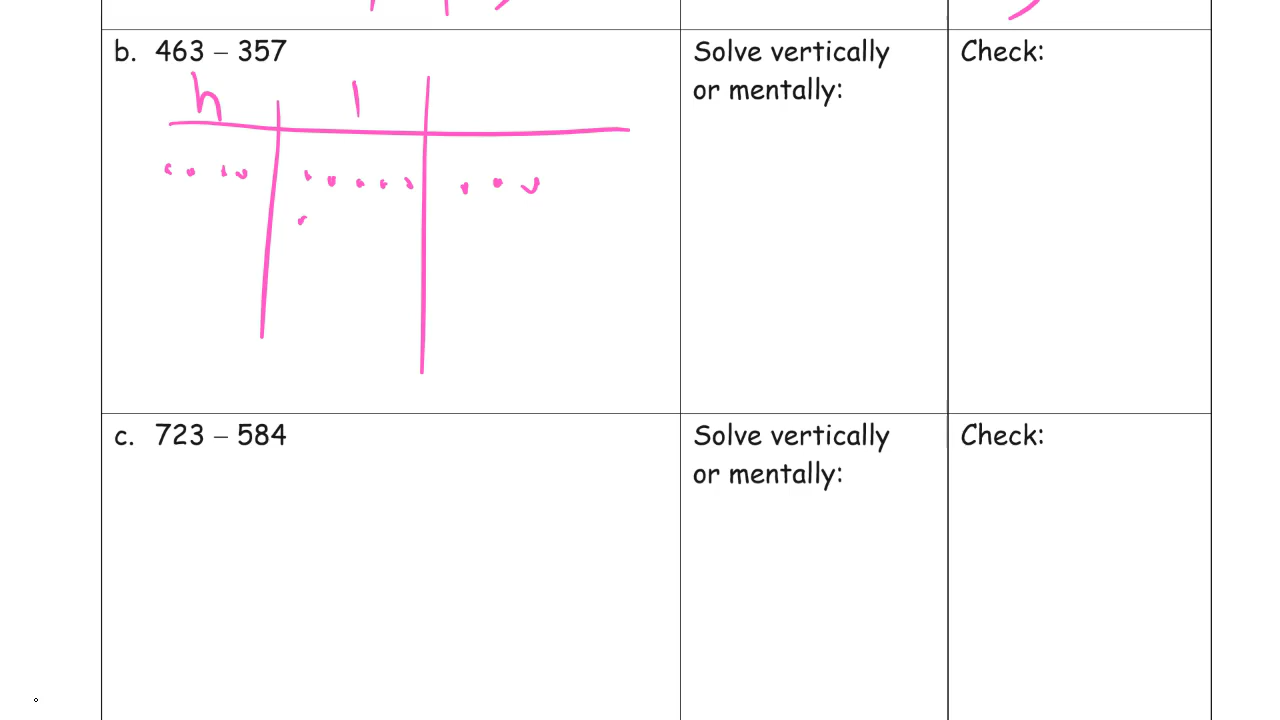 b. 463 – 357
Solve vertically
or mentally:
Check:
h
c. 723 – 584
Solve vertically
or mentally:
Check: